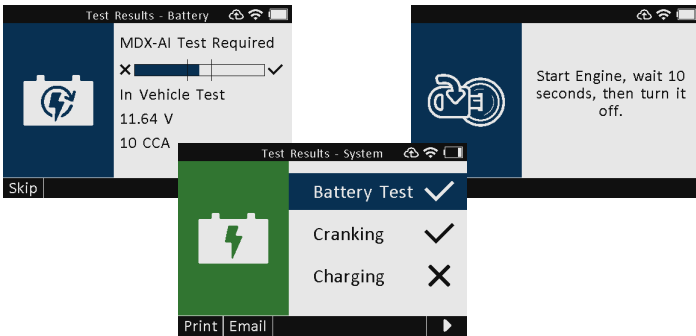 Test Results - Battery
MDX-AI Test Required
In Vehicle Test
11.64 V
10 CCA
Skip
Start Engine, wait 10
seconds, then turn it
off.
Test Results - System
Battery Test
Cranking
Charging
Print Email